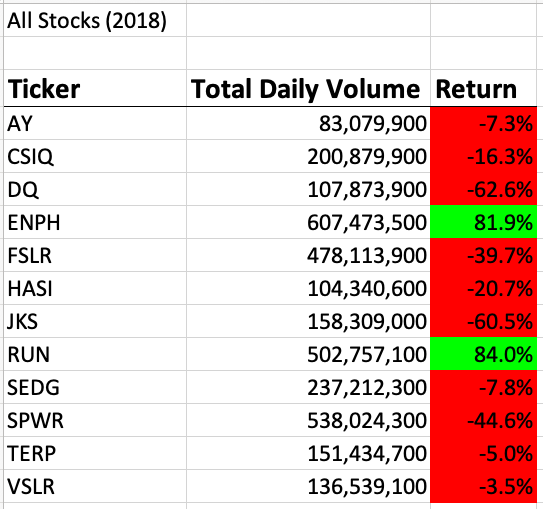 All Stocks (2018)
Ticker Total Daily Volume Return
AY 83,079,900 -7.3%
CSIQ 200,879,900 -16.3%
DQ 107,873,900 -62.6%
ENPH 607,473,500 81.9%
FSLR 478,113,900 -39.7%
HASI 104,340,600 -20.7%
JKS 158,309,000 -60.5%
RUN 502,757,100 84.0%
SEDG 237,212,300 -7.8%
SPWR 538,024,300 -44.6%
TERP 151,434,700 -5.0%
VSLR 136,539,100 -3.5%